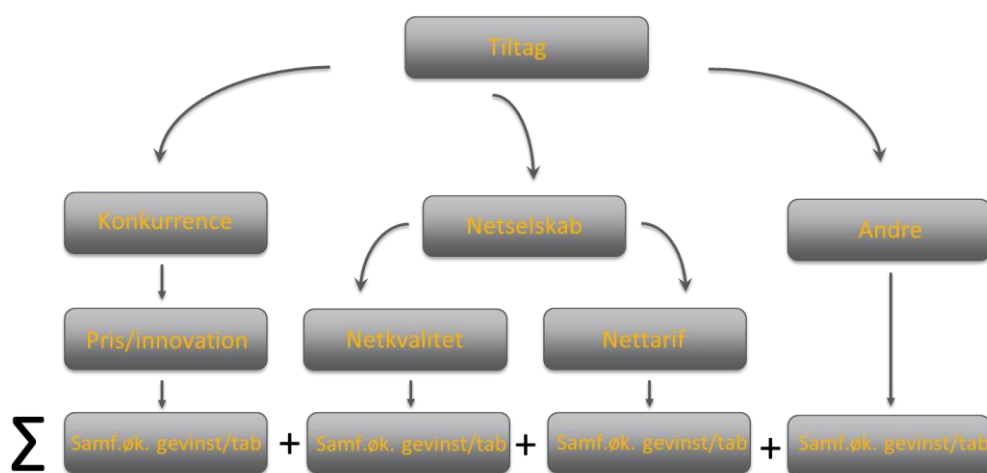 Tiltag
Konkurrence
Netselskab
Andre
Pris/innovation
Netkvalitet
Nettarif
∑ Samf.øk. gevinst/tab + Samf.øk. gevinst/tab + Samf.øk. gevinst/tab + Samf.øk. gevinst/tab